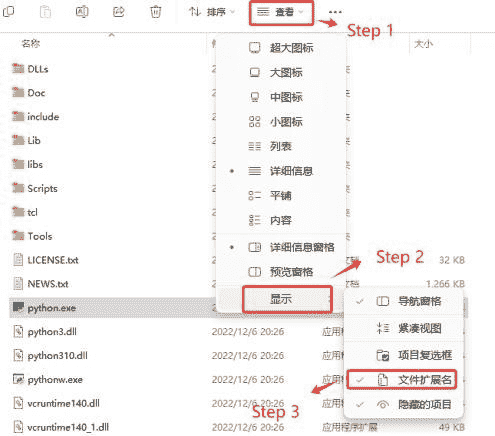 排序 查看 ...
Step 1
名称 大小
DLLs
Doc
include
Lib
libs
Scripts
tcl
Tools
LICENSE.txt 32 KB
NEWS.txt 1,266 KB
python.exe
python3.dll 2022/12/6 20:26
python310.dll 2022/12/6 20:26
pythonw.exe 2022/12/6 20:26
vcruntime140.dll 2022/12/6 20:26
vcruntime140_1.dll 2022/12/6 20:26 应用程序扩展
超大图标
大图标
中图标
小图标
列表
详细信息
平铺
内容
详细信息窗格
预览窗格
Step 2
显示
导航窗格
紧凑视图
项目复选框
文件扩展名
隐藏的项目
Step 3